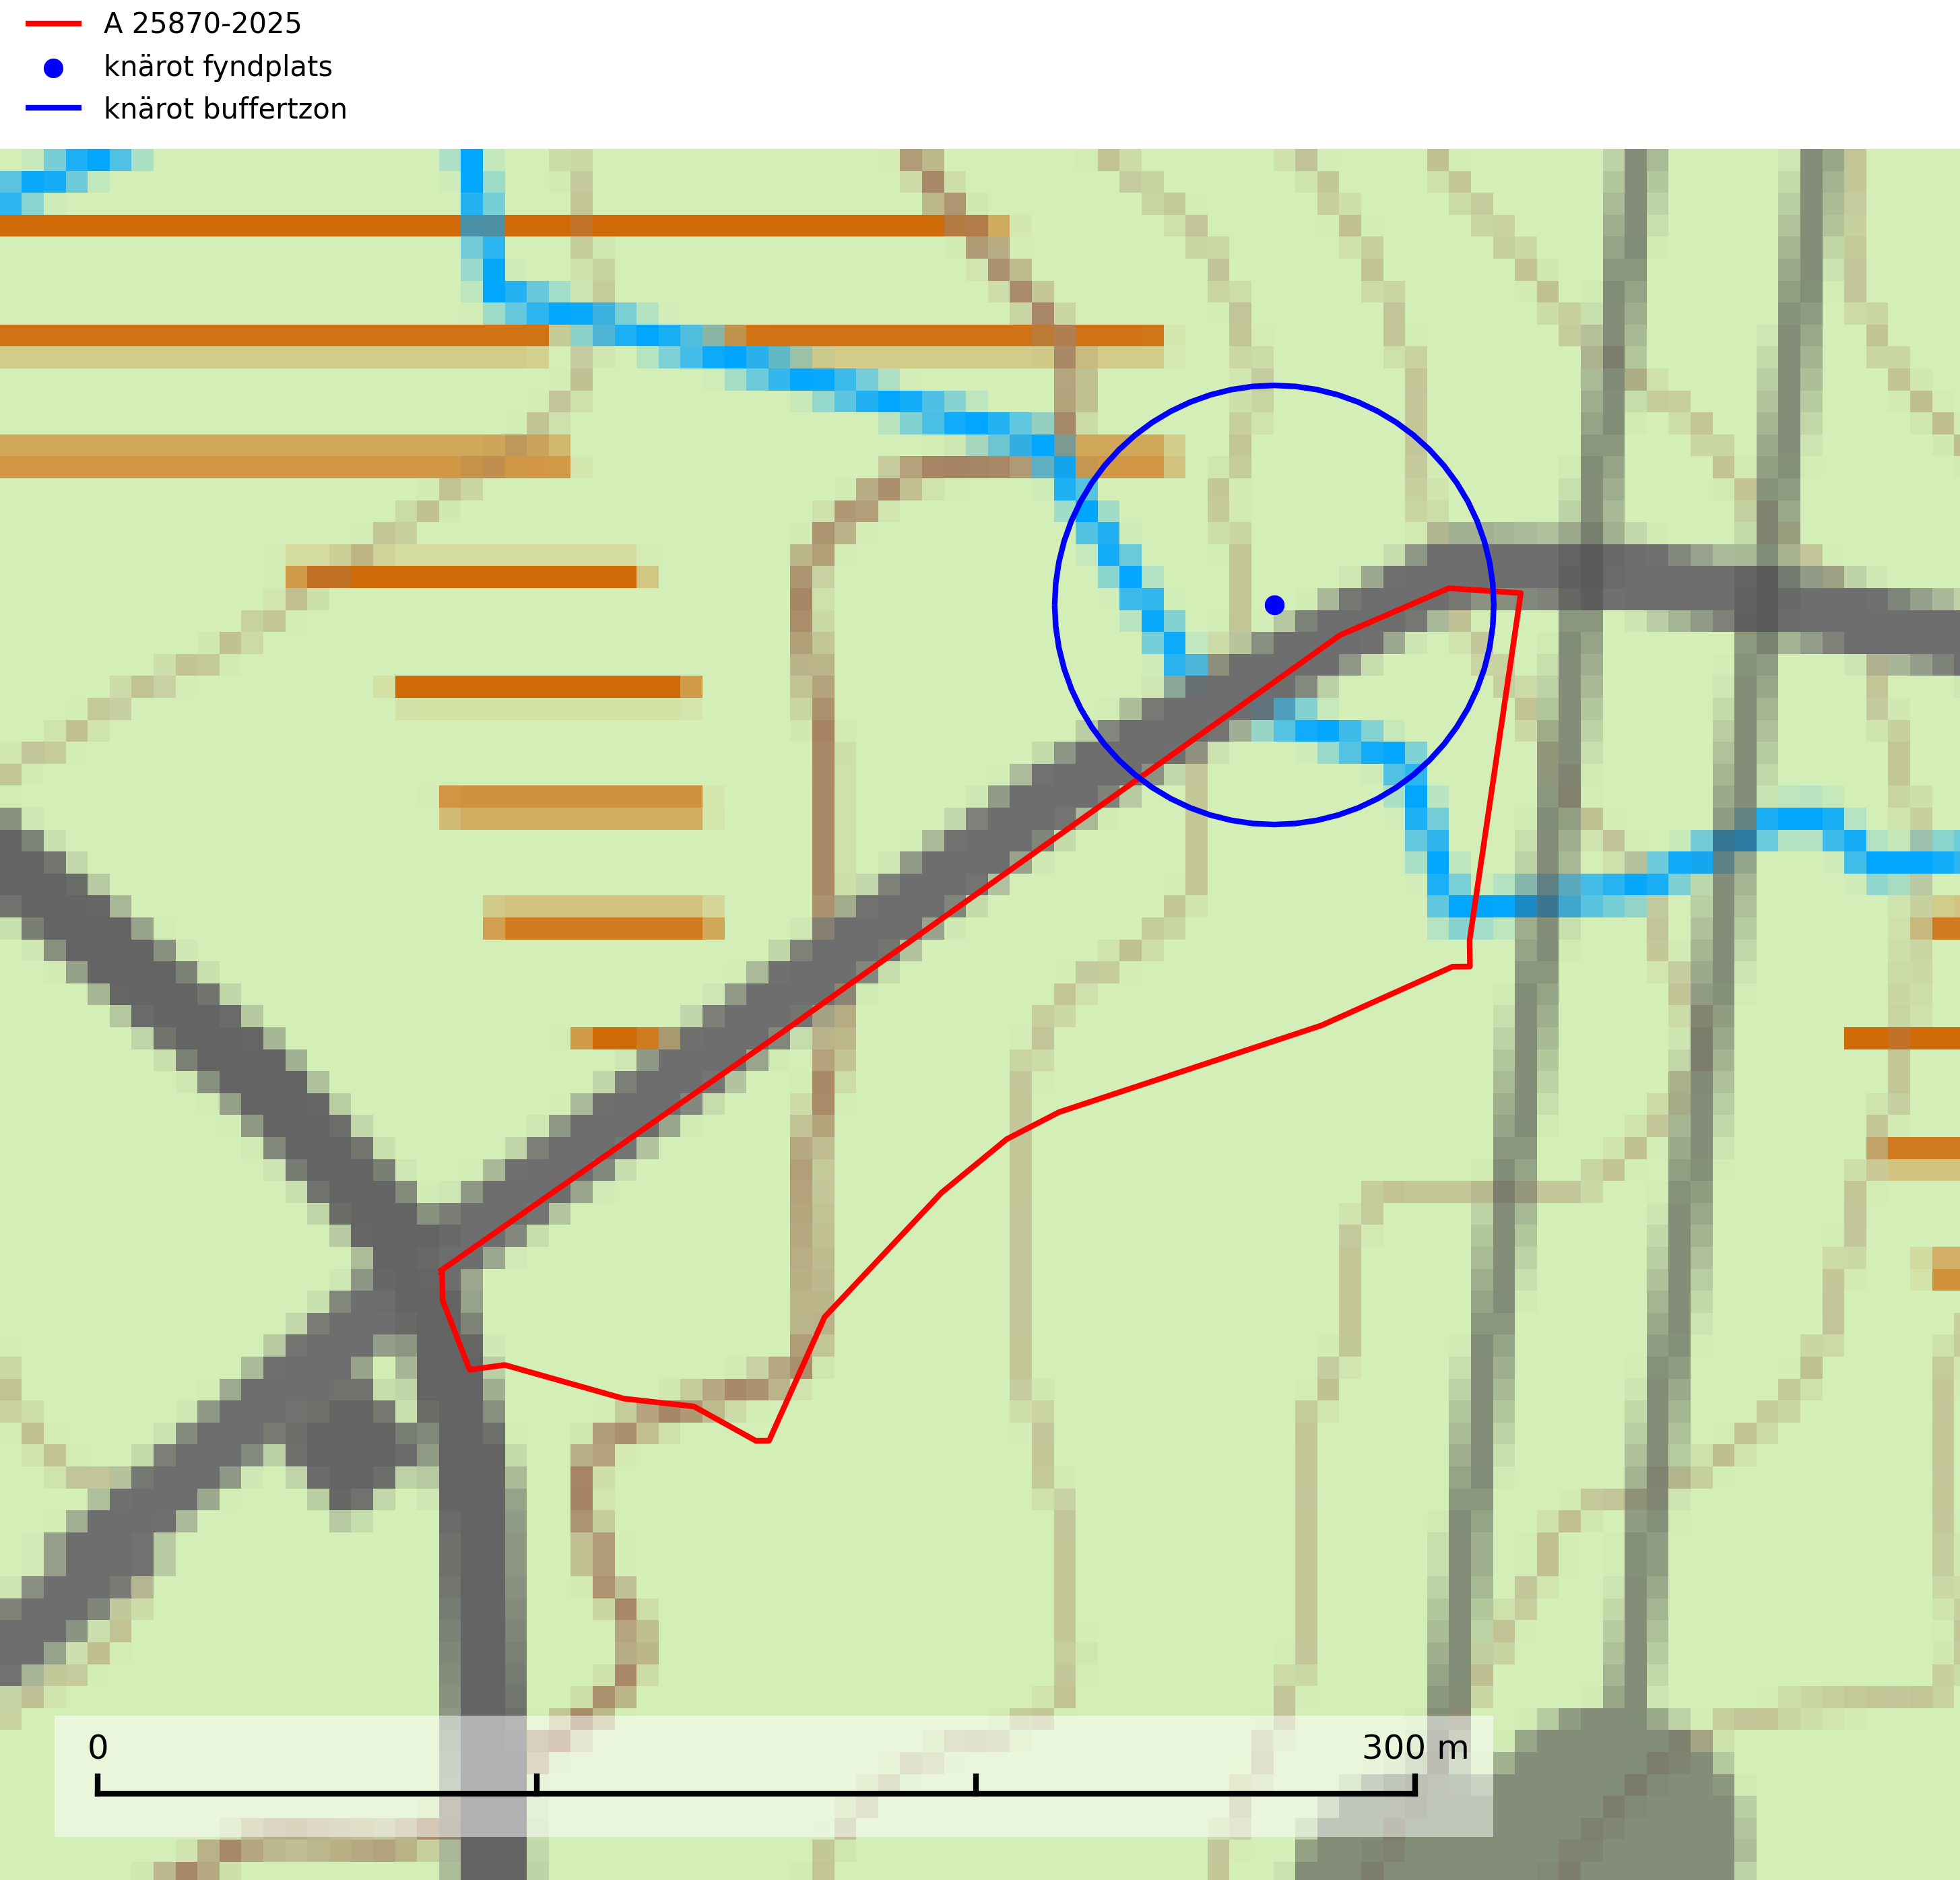 A 25870-2025
knärot fyndplats
knärot buffertzon
0 300 m